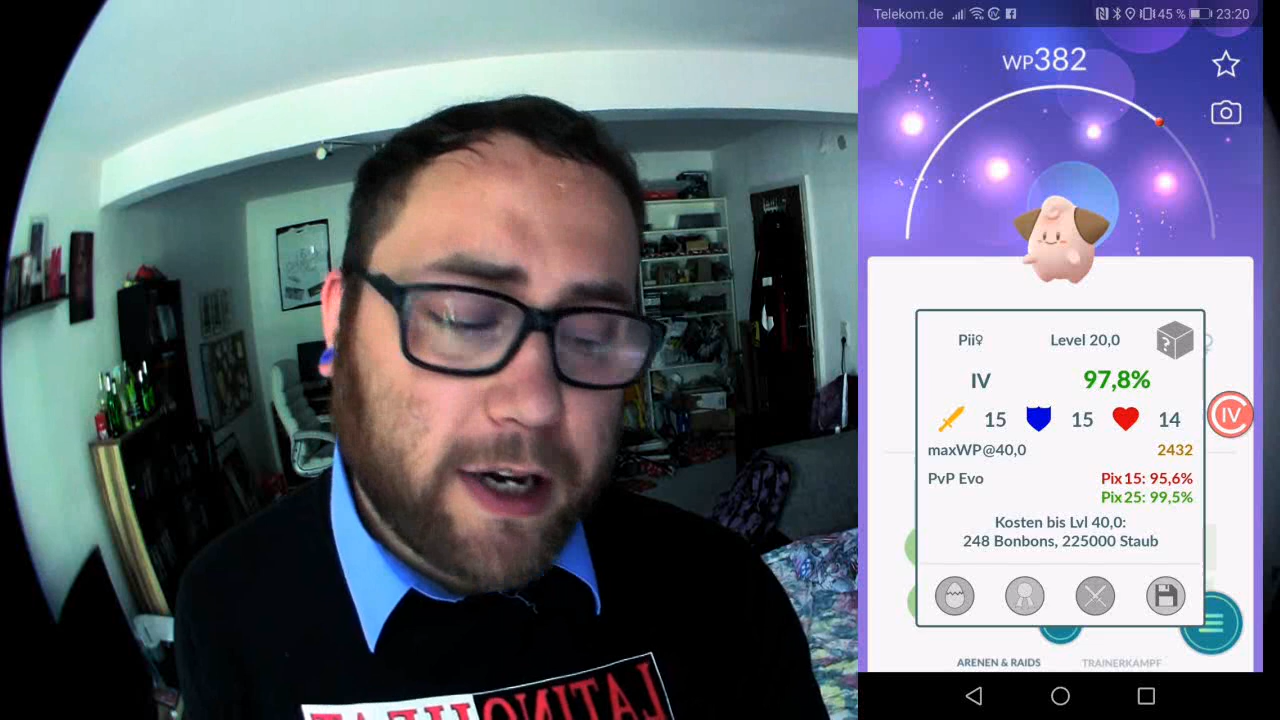 Telekom.de
45 %
23:20
WP382
Pii♀
Level 20,0
IV
97,8%
15
15
14
IV
maxWP@40,0
2432
PvP Evo
Pix15: 95,6%
Pix25: 99,5%
Kosten bis Lvl 40,0:
248 Bonbons, 225000 Staub
ARENEN & RAIDS
TRAINERKAMPF